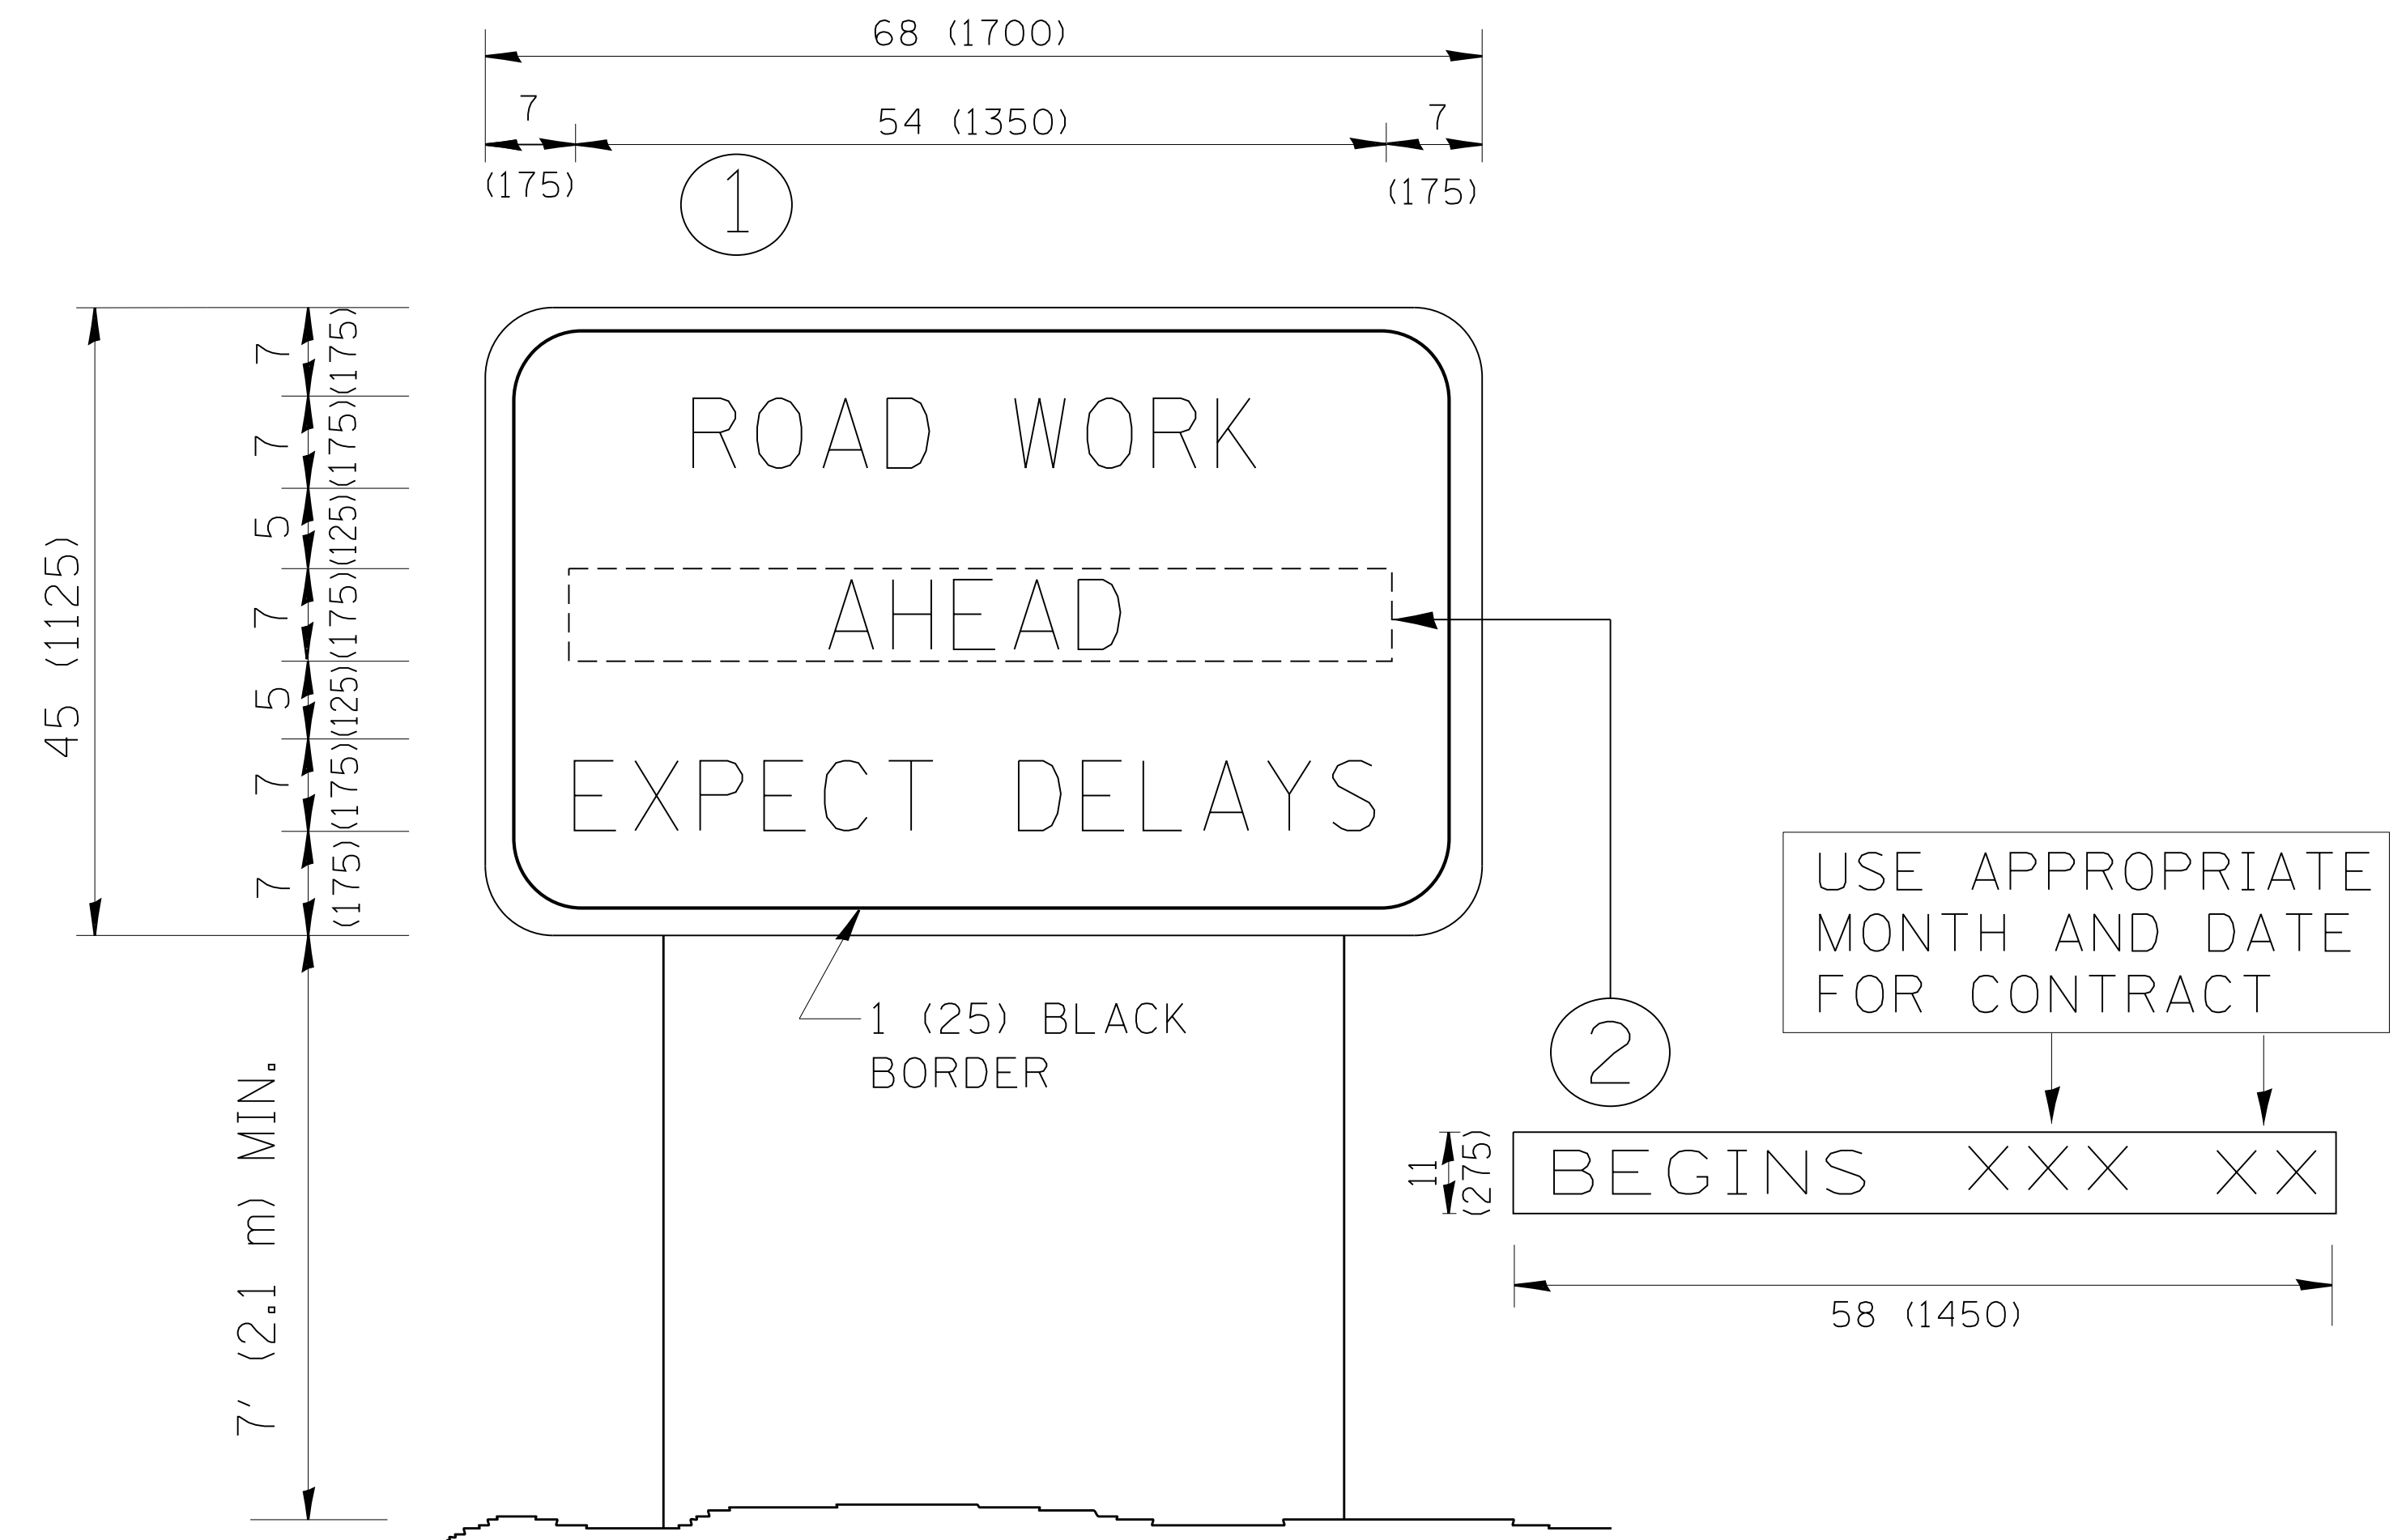 68 (1700)
7
54 (1350)
7
(175)
(175)
1
45 (1125)
7 (175)
7 (175)
5 (125)
7 (175)
5 (125)
7 (175)
7 (175)
7' (2.1 m) MIN.
ROAD WORK
AHEAD
EXPECT DELAYS
1 (25) BLACK
BORDER
2
USE APPROPRIATE
MONTH AND DATE
FOR CONTRACT
11
(275)
BEGINS XXX XX
58 (1450)